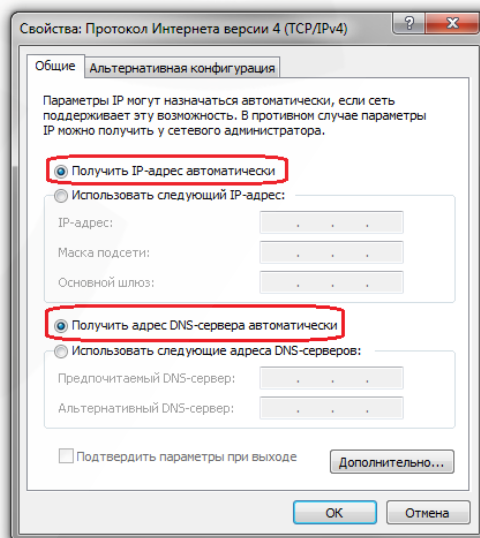 Свойства: Протокол Интернета версии 4 (TCP/IPv4)
Общие
Альтернативная конфигурация
Параметры IP могут назначаться автоматически, если сеть
поддерживает эту возможность. В противном случае параметры
IP можно получить у сетевого администратора.
Получить IP-адрес автоматически
Использовать следующий IP-адрес:
IP-адрес:
Маска подсети:
Основной шлюз:
Получить адрес DNS-сервера автоматически
Использовать следующие адреса DNS-серверов:
Предпочитаемый DNS-сервер:
Альтернативный DNS-сервер:
Подтвердить параметры при выходе
Дополнительно...
ОК
Отмена